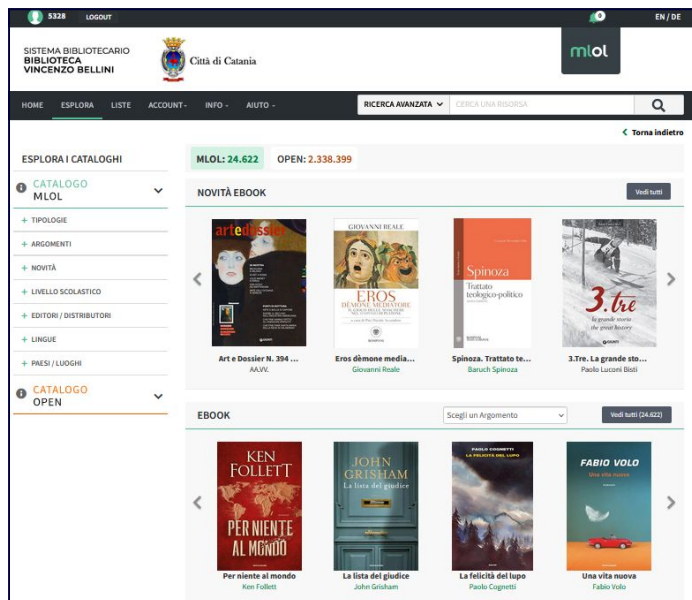 5328 LOGOUT 0 EN / DE
SISTEMA BIBLIOTECARIO
BIBLIOTECA
VINCENZO BELLINI
Città di Catania
mlol
HOME ESPLORA LISTE ACCOUNT INFO AIUTO RICERCA AVANZATA CERCA UNA RISORSA
Torna indietro
ESPLORA I CATALOGHI
MLOL: 24.622 OPEN: 2.338.399
CATALOGO
MLOL
+ TIPOLOGIE
+ ARGOMENTI
+ NOVITÀ
+ LIVELLO SCOLASTICO
+ EDITORI / DISTRIBUTORI
+ LINGUE
+ PAESI / LUOGHI
CATALOGO
OPEN
NOVITÀ EBOOK Vedi tutti
artedossier
GIOVANNI REALE
EROS
DÈMONE MEDIATORE
Spinoza
Trattato
teologico-politico
3.tre
la grande storia
the great history
Art e Dossier N. 394 ...
AA.VV.
Eros dèmone media...
Giovanni Reale
Spinoza. Trattato te...
Baruch Spinoza
3.Tre. La grande sto...
Paolo Luconi Bisti
EBOOK Scegli un Argomento Vedi tutti (24.622)
KEN
FOLLETT
PER NIENTE
AL MONDO
JOHN
GRISHAM
La lista del giudice
PAOLO COGNETTI
LA FELICITÀ DEL LUPO
FABIO VOLO
Una vita nuova
Per niente al mondo
Ken Follett
La lista del giudice
John Grisham
La felicità del lupo
Paolo Cognetti
Una vita nuova
Fabio Volo